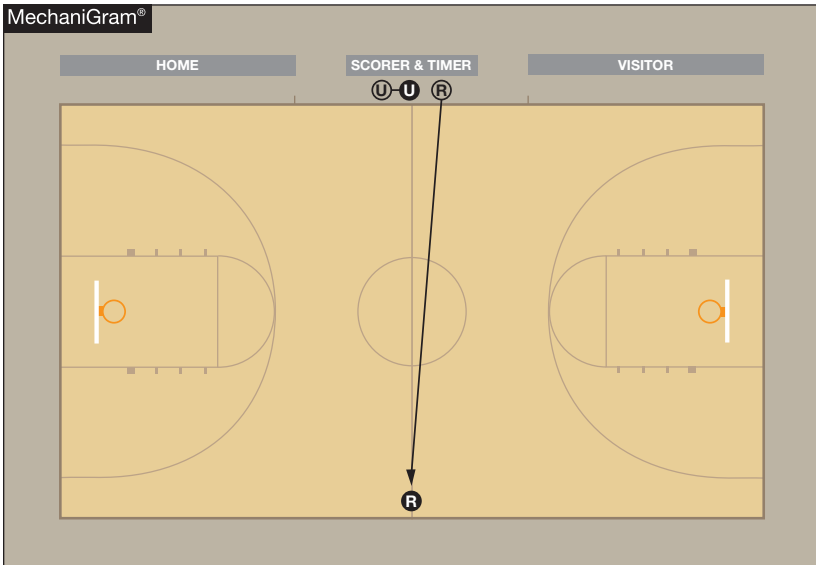 MechaniGram®
HOME
SCORER & TIMER
VISITOR
U U R
R